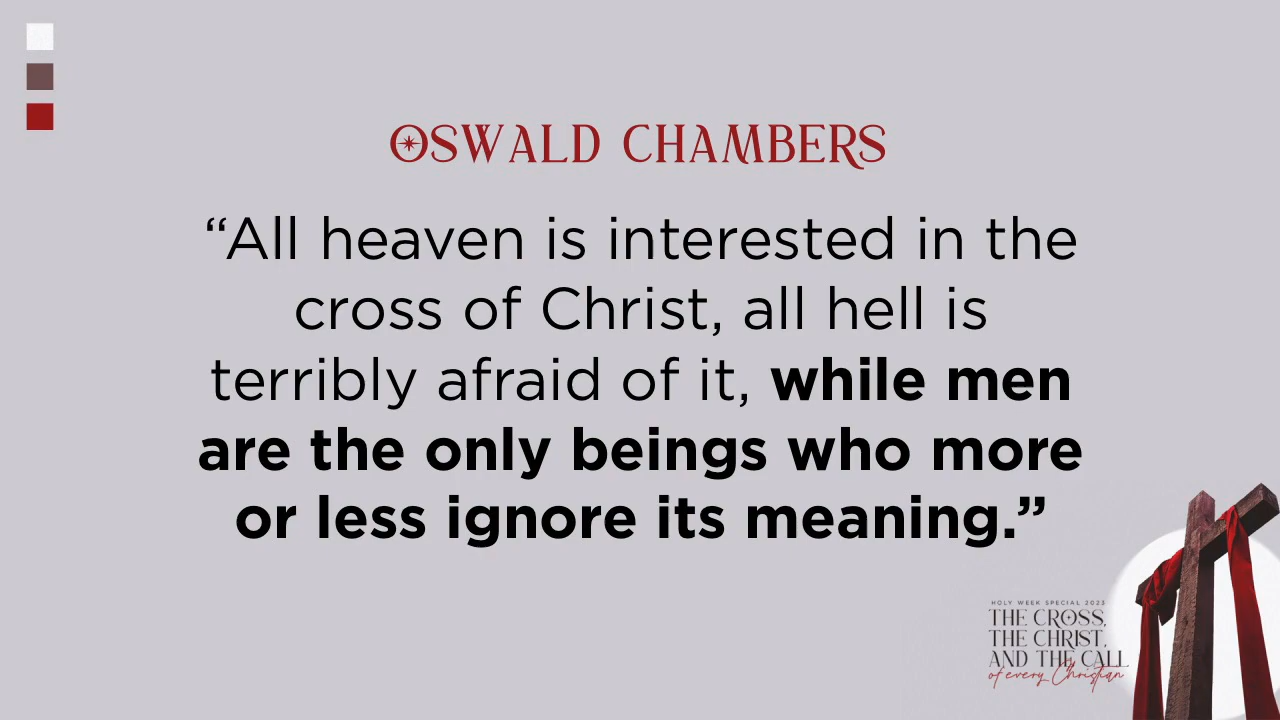 OSWALD CHAMBERS
“All heaven is interested in the
cross of Christ, all hell is
terribly afraid of it, while men
are the only beings who more
or less ignore its meaning.”
HOLY WEEK SPECIAL 2023
THE CROSS,
THE CHRIST,
AND THE CALL
of every Christian